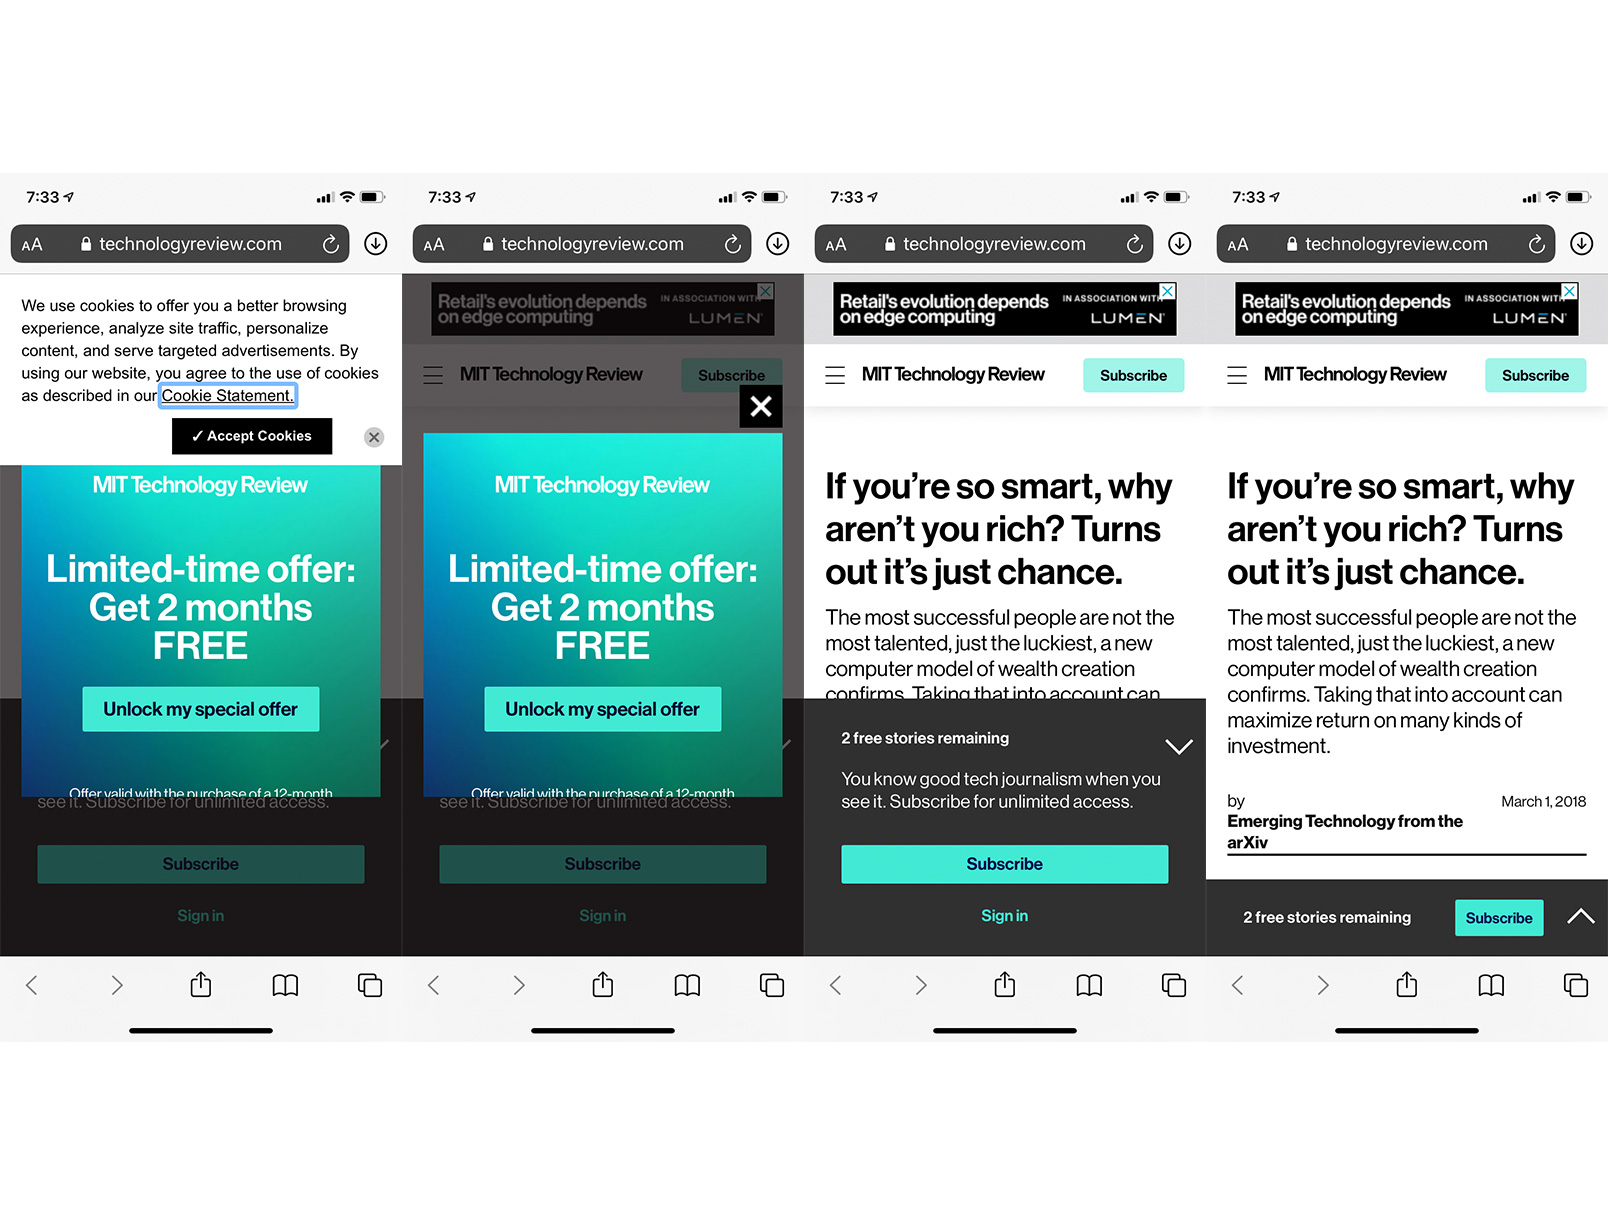 7:33
AA technologyreview.com
We use cookies to offer you a better browsing
experience, analyze site traffic, personalize
content, and serve targeted advertisements. By
using our website, you agree to the use of cookies
as described in our Cookie Statement.
✓ Accept Cookies
MIT Technology Review
Limited-time offer:
Get 2 months
FREE
Unlock my special offer
Offer valid with the purchase of a 12-month
see it. Subscribe for unlimited access.
Subscribe
Sign in
7:33
AA technologyreview.com
Retail's evolution depends
on edge computing
IN ASSOCIATION WITH
LUMEN®
MIT Technology Review
Subscribe
MIT Technology Review
Limited-time offer:
Get 2 months
FREE
Unlock my special offer
Offer valid with the purchase of a 12-month
see it. Subscribe for unlimited access.
Subscribe
Sign in
7:33
AA technologyreview.com
Retail's evolution depends
on edge computing
IN ASSOCIATION WITH
LUMEN®
MIT Technology Review
Subscribe
If you're so smart, why
aren't you rich? Turns
out it's just chance.
The most successful people are not the
most talented, just the luckiest, a new
computer model of wealth creation
confirms. Taking that into account can
2 free stories remaining
You know good tech journalism when you
see it. Subscribe for unlimited access.
Subscribe
Sign in
7:33
AA technologyreview.com
Retail's evolution depends
on edge computing
IN ASSOCIATION WITH
LUMEN®
MIT Technology Review
Subscribe
If you're so smart, why
aren't you rich? Turns
out it's just chance.
The most successful people are not the
most talented, just the luckiest, a new
computer model of wealth creation
confirms. Taking that into account can
maximize return on many kinds of
investment.
by
Emerging Technology from the
arXiv
March 1, 2018
2 free stories remaining
Subscribe